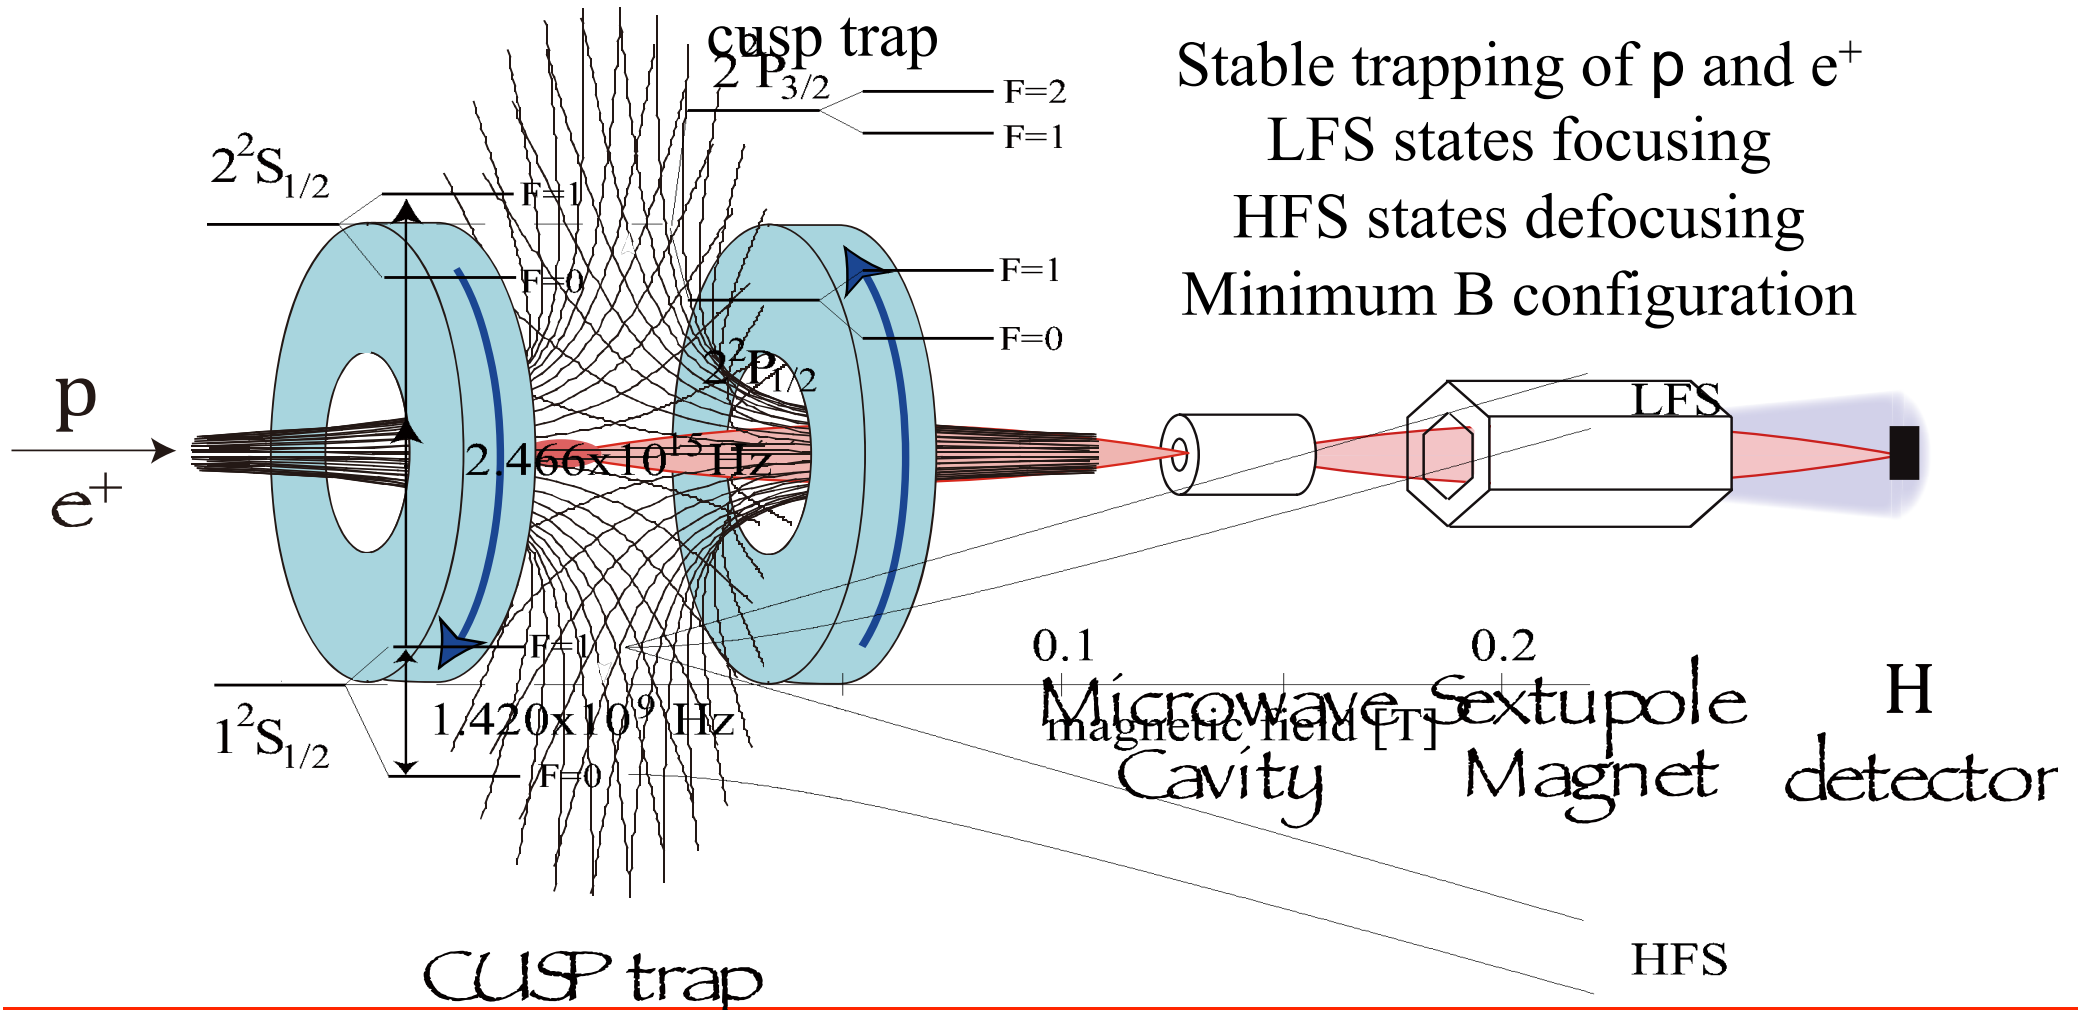 cusp trap
Stable trapping of p and e⁺
LFS states focusing
HFS states defocusing
Minimum B configuration
2²P3/2
F=2
F=1
2²S1/2
F=1
F=0
F=1
F=0
2²P1/2
p
e⁺
2.466x10¹⁵ Hz
LFS
F=1
1.420x10⁹ Hz
1²S1/2
F=0
0.1
0.2
magnetic field [T]
Microwave
Cavity
Sextupole
Magnet
H
detector
HFS
CUSP trap